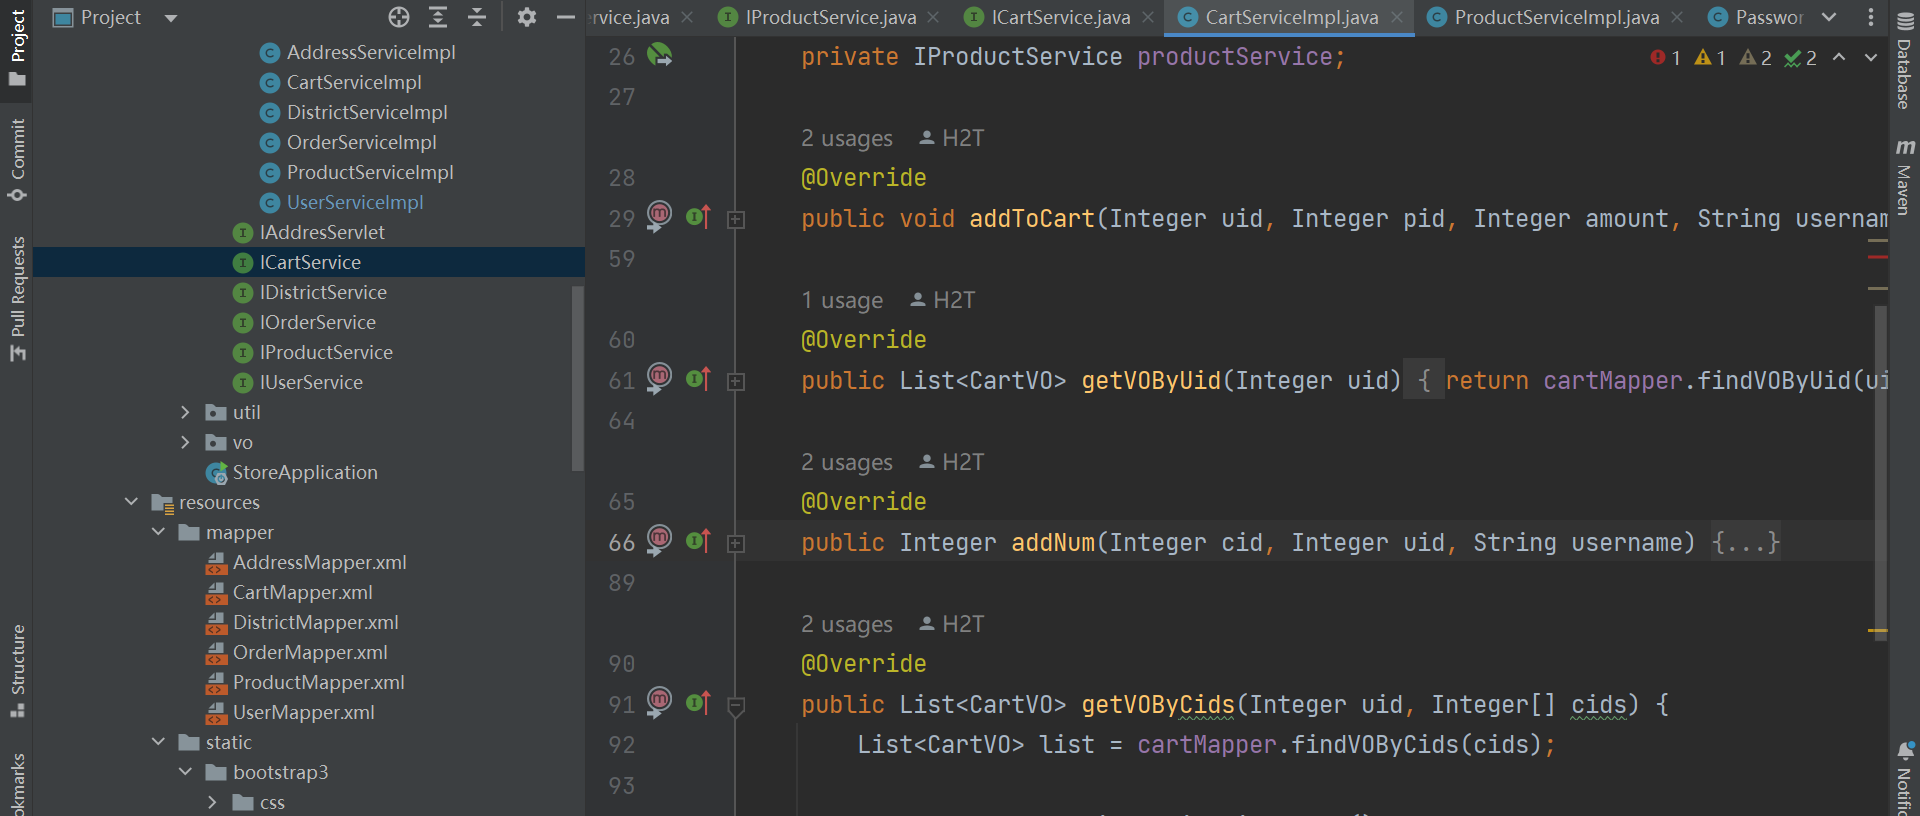 Project
Commit
Pull Requests
Structure
okmarks
Project
AddressServiceImpl
CartServiceImpl
DistrictServiceImpl
OrderServiceImpl
ProductServiceImpl
UserServiceImpl
IAddresServlet
ICartService
IDistrictService
IOrderService
IProductService
IUserService
util
vo
StoreApplication
resources
mapper
AddressMapper.xml
CartMapper.xml
DistrictMapper.xml
OrderMapper.xml
ProductMapper.xml
UserMapper.xml
static
bootstrap3
css
ervice.java IProductService.java ICartService.java CartServiceImpl.java ProductServiceImpl.java Passwor
1 1 2 2
26 private IProductService productService;
27
2 usages H2T
28 @Override
29 public void addToCart(Integer uid, Integer pid, Integer amount, String usernam
59
1 usage H2T
60 @Override
61 public List<CartVO> getVOByUid(Integer uid) { return cartMapper.findVOByUid(ui
64
2 usages H2T
65 @Override
66 public Integer addNum(Integer cid, Integer uid, String username) {...}
89
2 usages H2T
90 @Override
91 public List<CartVO> getVOByCids(Integer uid, Integer[] cids) {
92 List<CartVO> list = cartMapper.findVOByCids(cids);
93
Database
Maven
Notific